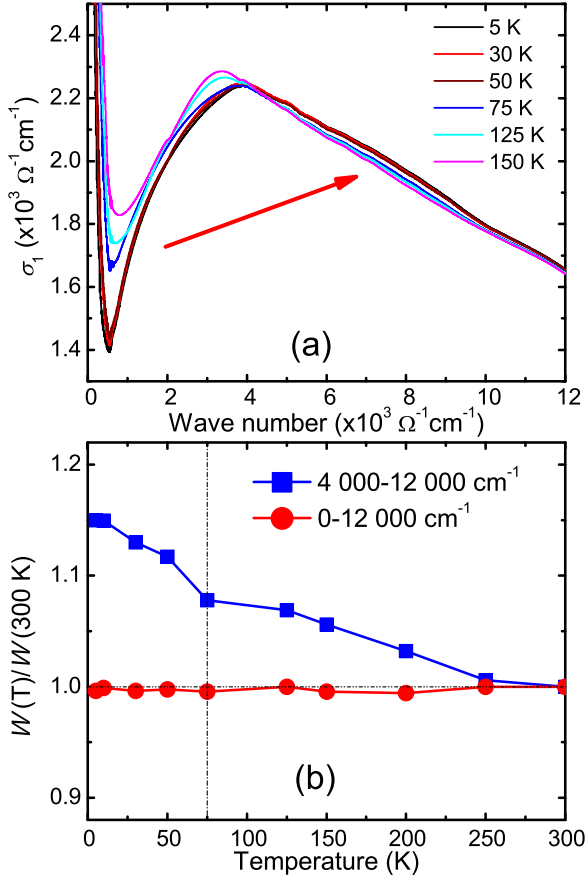 (a)
5 K
30 K
50 K
75 K
125 K
150 K
2.4
2.2
2.0
1.8
1.6
1.4
σ₁ (x10³ Ω⁻¹cm⁻¹)
0 2 4 6 8 10 12
Wave number (x10³ Ω⁻¹cm⁻¹)
(b)
4 000-12 000 cm⁻¹
0-12 000 cm⁻¹
1.2
1.1
1.0
0.9
W(T)/W(300 K)
0 50 100 150 200 250 300
Temperature (K)